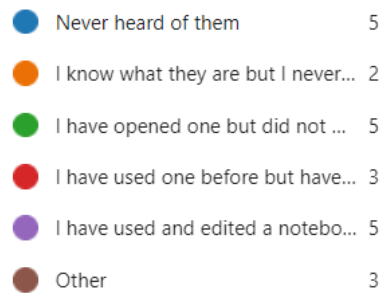 Never heard of them 5
I know what they are but I never... 2
I have opened one but did not ... 5
I have used one before but have... 3
I have used and edited a notebo... 5
Other 3